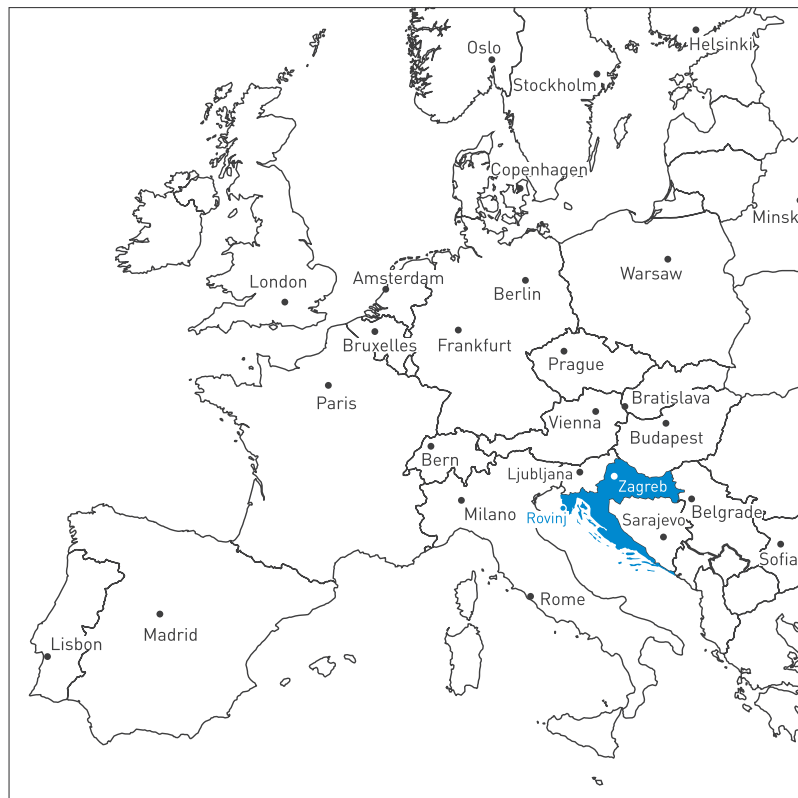 Oslo
Helsinki
Stockholm
Copenhagen
Minsk
London
Amsterdam
Berlin
Warsaw
Bruxelles
Frankfurt
Prague
Paris
Bratislava
Vienna
Budapest
Bern
Ljubljana
Zagreb
Milano
Rovinj
Sarajevo
Belgrade
Sofia
Rome
Madrid
Lisbon